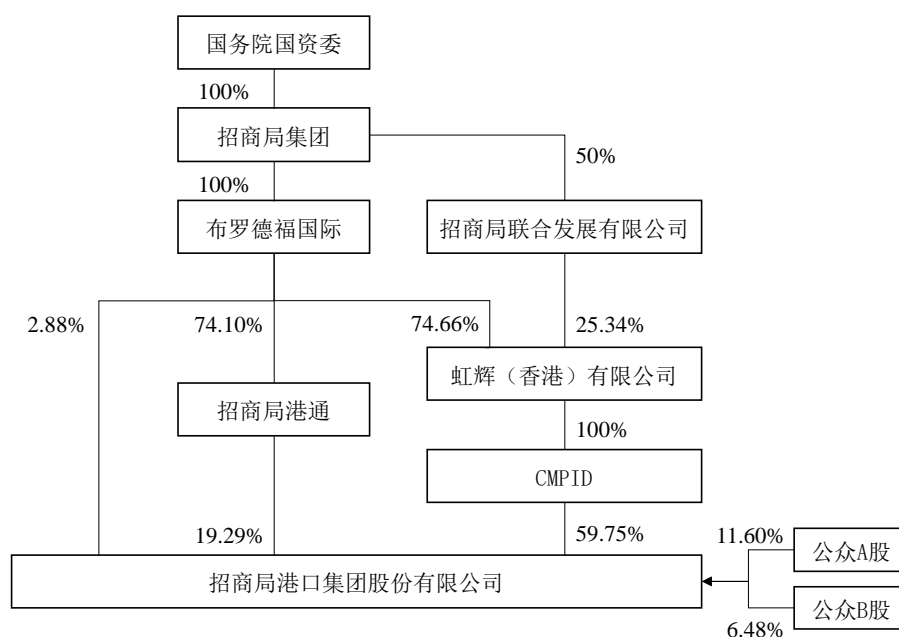 国务院国资委
100%
招商局集团
50%
100%
布罗德福国际
招商局联合发展有限公司
2.88%
74.10%
74.66%
25.34%
虹辉（香港）有限公司
招商局港通
100%
CMPID
19.29%
59.75%
11.60%
公众A股
招商局港口集团股份有限公司
公众B股
6.48%